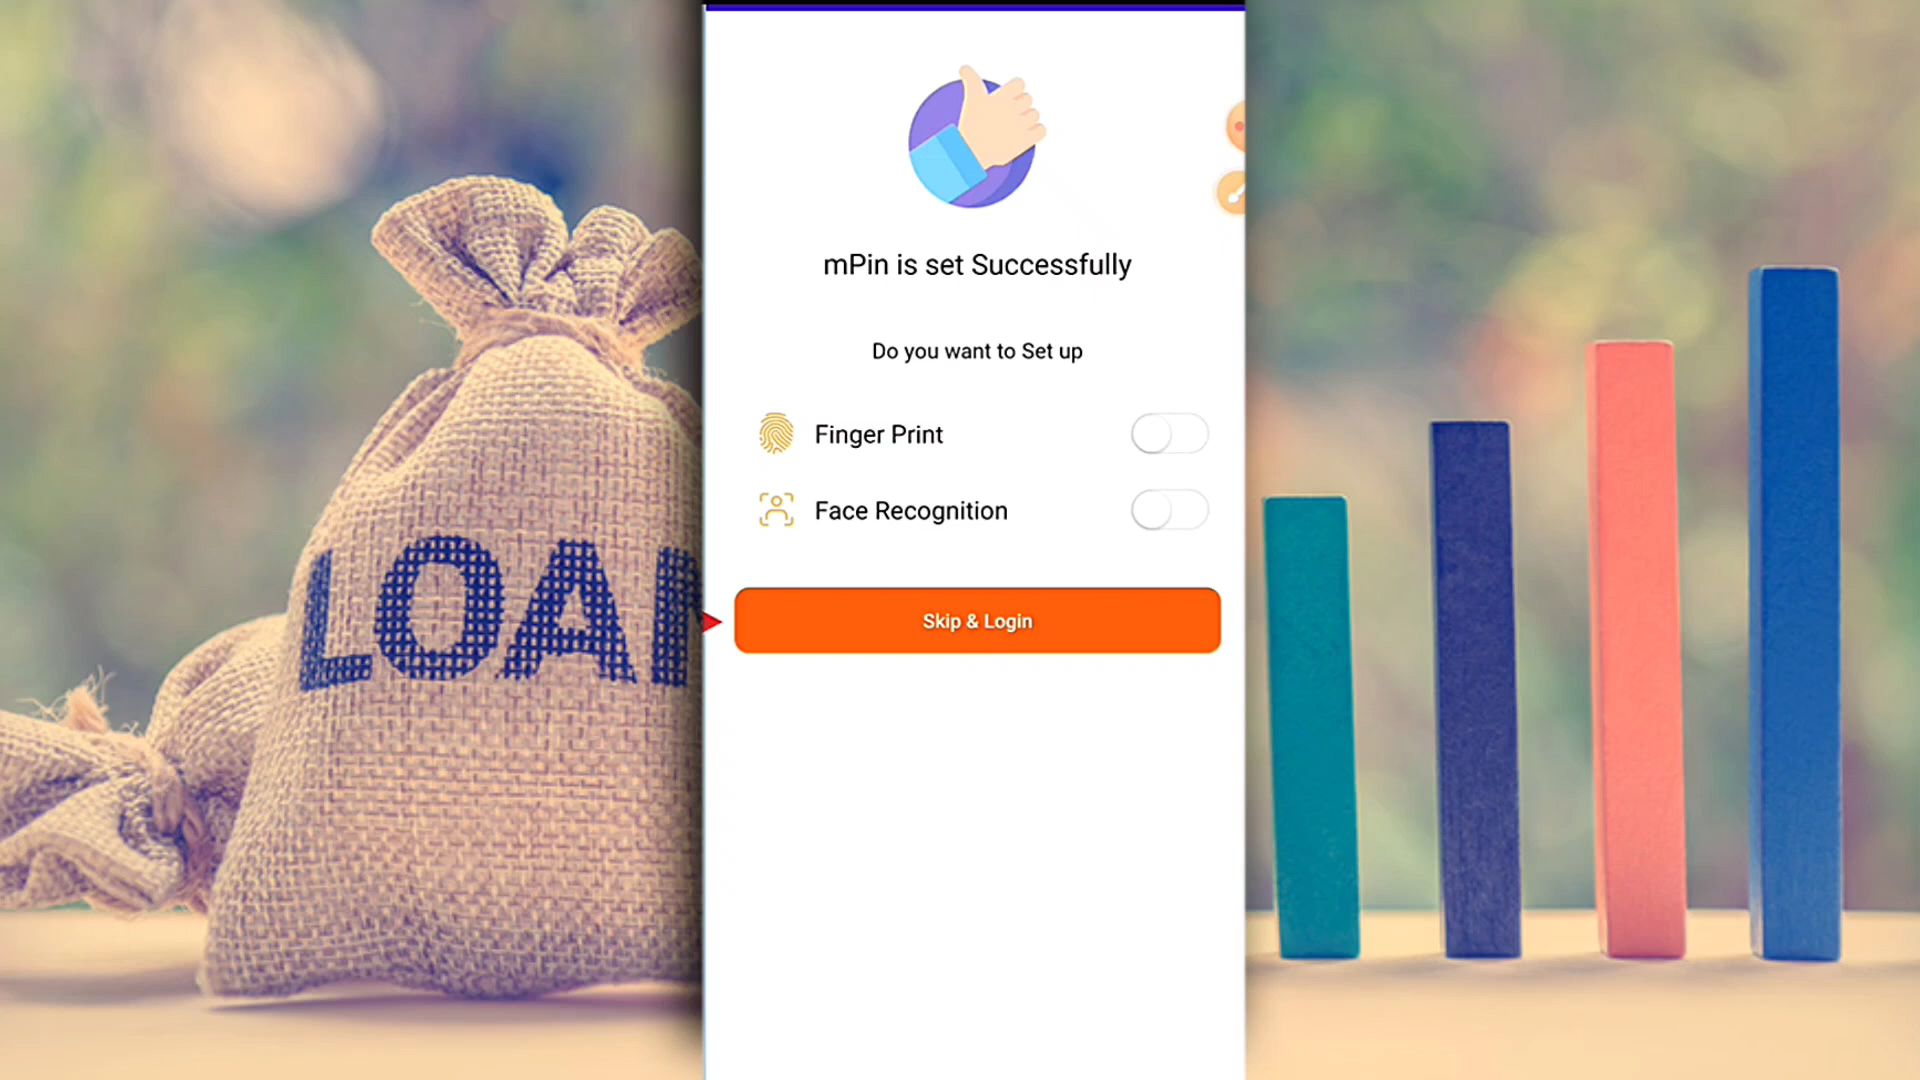 mPin is set Successfully
Do you want to Set up
Finger Print
Face Recognition
Skip & Login
LOAN